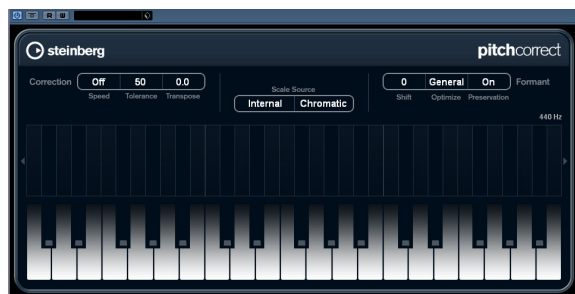 R W
steinberg
pitchcorrect
Correction Off 50 0.0
Speed Tolerance Transpose
Scale Source
Internal Chromatic
0 General On Formant
Shift Optimize Preservation
440 Hz